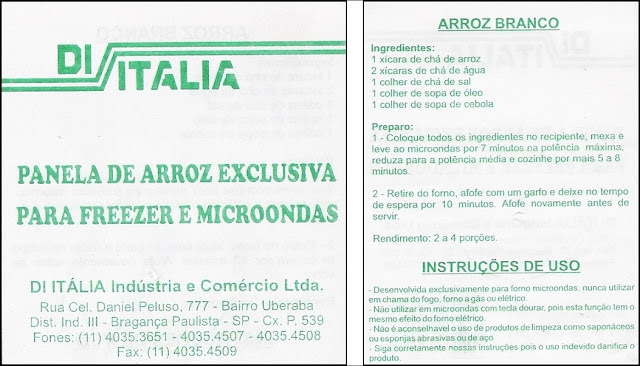 DI
ITALIA
PANELA DE ARROZ EXCLUSIVA
PARA FREEZER E MICROONDAS
DI ITÁLIA Indústria e Comércio Ltda.
Rua Cel. Daniel Peluso, 777 - Bairro Uberaba
Dist. Ind. III - Bragança Paulista - SP - Cx. P. 539
Fones: (11) 4035.3651 - 4035.4507 - 4035.4508
Fax: (11) 4035.4509
ARROZ BRANCO
Ingredientes:
1 xícara de chá de arroz
2 xícaras de chá de água
1 colher de chá de sal
1 colher de sopa de óleo
1 colher de sopa de cebola
Preparo:
1 - Coloque todos os ingredientes no recipiente, mexa e
leve ao microondas por 7 minutos na potência máxima,
reduza para a potência média e cozinhe por mais 5 a 8
minutos.
2 - Retire do forno, afofe com um garfo e deixe no tempo
de espera por 10 minutos. Afofe novamente antes de
servir.
Rendimento: 2 a 4 porções.
INSTRUÇÕES DE USO
- Desenvolvida exclusivamente para forno microondas, nunca utilizar
em chama do fogo, forno a gás ou elétrico.
- Não utilizar em microondas com tecla dourar, pois esta função tem o
mesmo efeito do forno elétrico.
- Não é aconselhavel o uso de produtos de limpeza como saponáceos
ou esponjas abrasivas ou de aço
- Siga corretamente nossas instruções pois o uso indevido danifica o
produto.